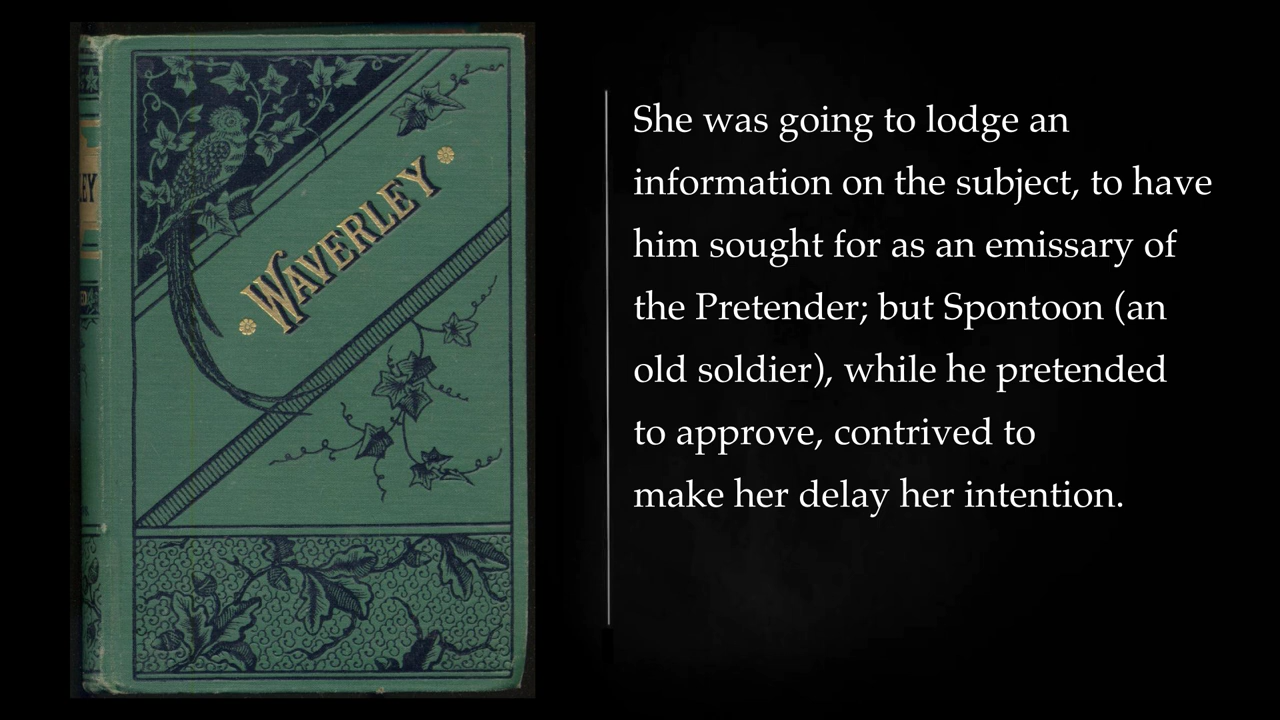 WAVERLEY
EY
She was going to lodge an
information on the subject, to have
him sought for as an emissary of
the Pretender; but Spontoon (an
old soldier), while he pretended
to approve, contrived to
make her delay her intention.